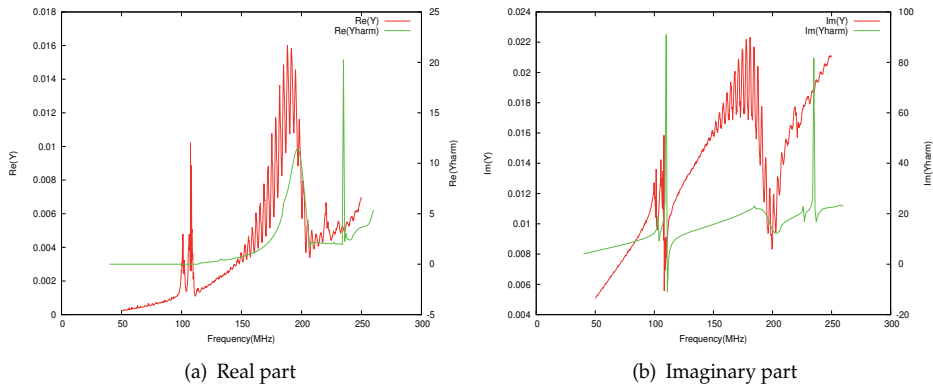 Re(Y)
Re(Yharm)
0.018
0.016
0.014
0.012
0.01
0.008
0.006
0.004
0.002
0
Re(Y)
25
20
15
10
5
0
-5
Re(Yharm)
0 50 100 150 200 250 300
Frequency(MHz)
(a) Real part
Im(Y)
Im(Yharm)
0.024
0.022
0.02
0.018
0.016
0.014
0.012
0.01
0.008
0.006
0.004
Im(Y)
100
80
60
40
20
0
-20
Im(Yharm)
0 50 100 150 200 250 300
Frequency(MHz)
(b) Imaginary part